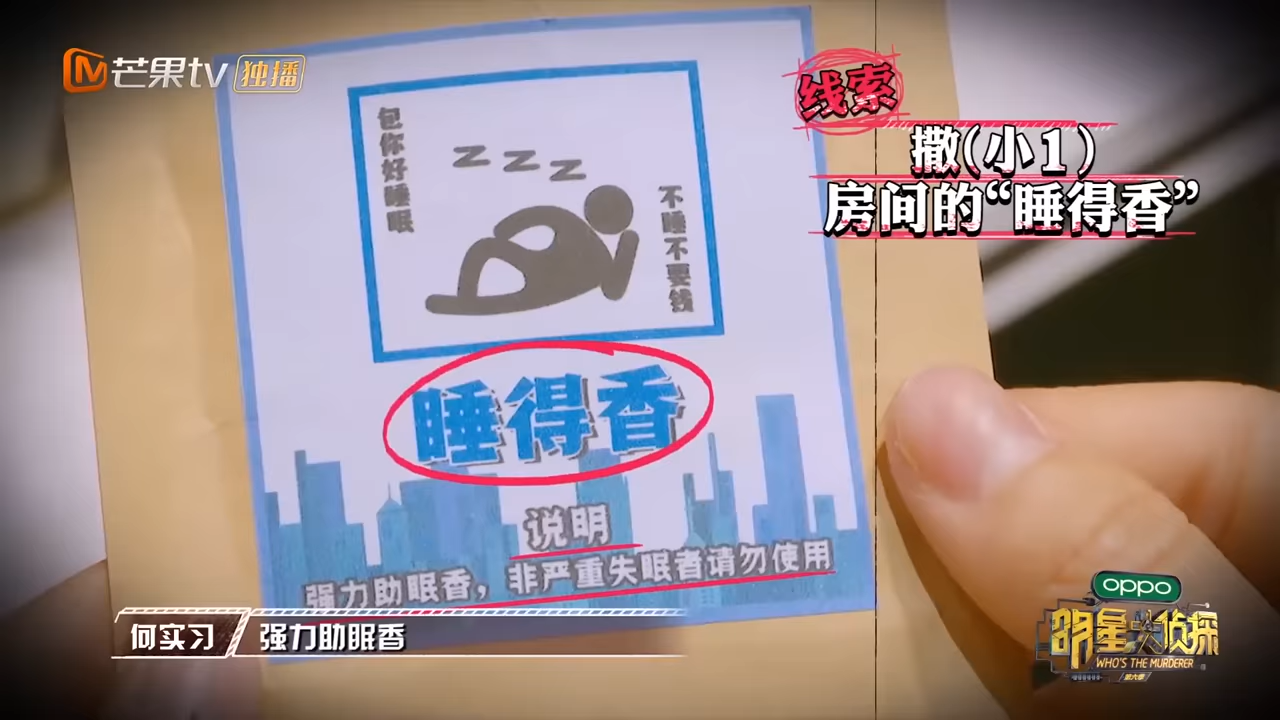 芒果tv 独播
线索
撒(小1)
房间的“睡得香”
包你好睡眠
z z z
不睡不要钱
睡得香
说明
强力助眠香，非严重失眠者请勿使用
何实习 强力助眠香
oppo
明星大侦探
WHO'S THE MURDERER
第六季